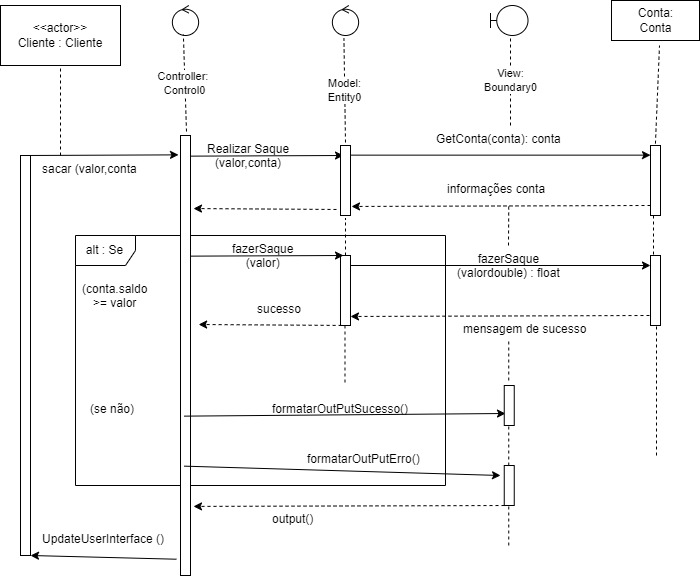 <<actor>>
Cliente : Cliente
Controller:
Control0
Model:
Entity0
View:
Boundary0
Conta:
Conta
sacar (valor,conta
Realizar Saque
(valor,conta)
GetConta(conta): conta
informações conta
alt : Se
(conta.saldo
>= valor
fazerSaque
(valor)
fazerSaque
(valordouble) : float
sucesso
mensagem de sucesso
(se não)
formatarOutPutSucesso()
formatarOutPutErro()
output()
UpdateUserInterface ()